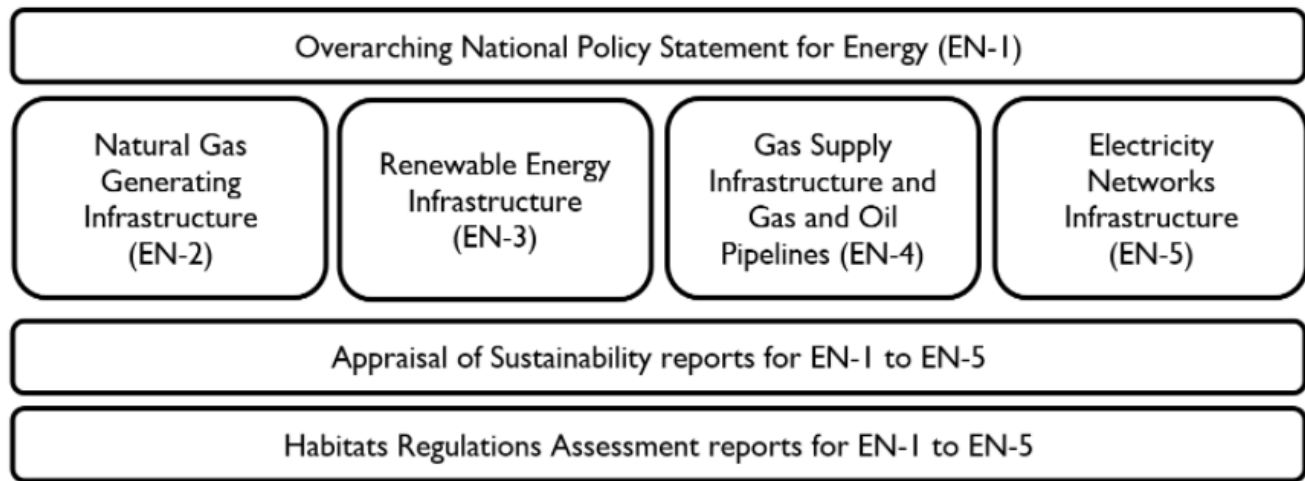 Overarching National Policy Statement for Energy (EN-1)
Natural Gas
Generating
Infrastructure
(EN-2)
Renewable Energy
Infrastructure
(EN-3)
Gas Supply
Infrastructure and
Gas and Oil
Pipelines (EN-4)
Electricity
Networks
Infrastructure
(EN-5)
Appraisal of Sustainability reports for EN-1 to EN-5
Habitats Regulations Assessment reports for EN-1 to EN-5